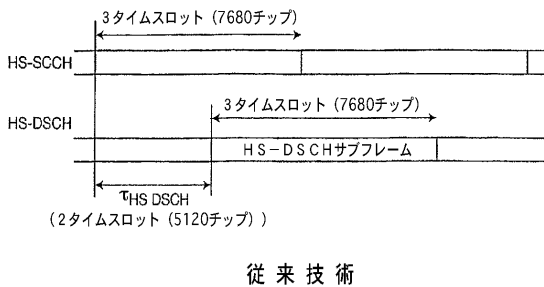 3タイムスロット（7680チップ）
HS-SCCH
3タイムスロット（7680チップ）
HS-DSCH
HS-DSCHサブフレーム
τHS DSCH
（2タイムスロット（5120チップ））
従来技術